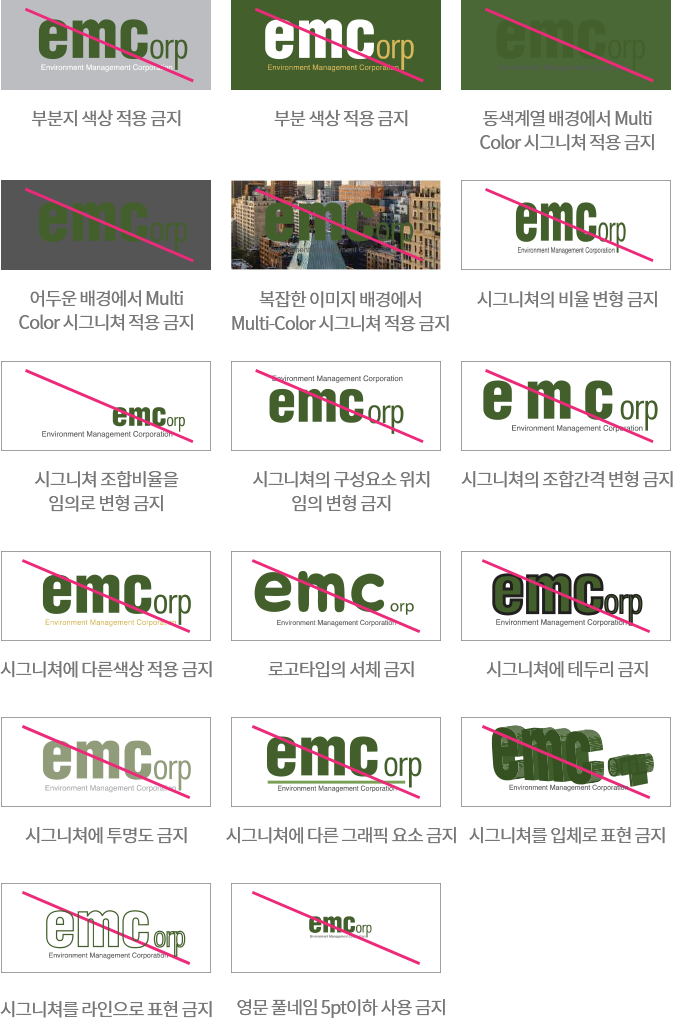 emcorp
Environment Management Corporation
emcorp
Environment Management Corporation
emcorp
부분지 색상 적용 금지
부분 색상 적용 금지
동색계열 배경에서 Multi
Color 시그니쳐 적용 금지
emcorp
emcorp
emcorp
Environment Management Corporation
어두운 배경에서 Multi
Color 시그니쳐 적용 금지
복잡한 이미지 배경에서
Multi-Color 시그니쳐 적용 금지
시그니쳐의 비율 변형 금지
emcorp
Environment Management Corporation
Environment Management Corporation
emcorp
emcorp
Environment Management Corporation
시그니쳐 조합비율을
임의로 변형 금지
시그니쳐의 구성요소 위치
임의 변형 금지
시그니쳐의 조합간격 변형 금지
emcorp
Environment Management Corporation
emcorp
Environment Management Corporation
emcorp
Environment Management Corporation
시그니쳐에 다른색상 적용 금지
로고타입의 서체 금지
시그니쳐에 테두리 금지
emcorp
Environment Management Corporation
emcorp
Environment Management Corporation
emcorp
Environment Management Corporation
시그니쳐에 투명도 금지
시그니쳐에 다른 그래픽 요소 금지
시그니쳐를 입체로 표현 금지
emcorp
Environment Management Corporation
emcorp
Environment Management Corporation
시그니쳐를 라인으로 표현 금지
영문 풀네임 5pt이하 사용 금지